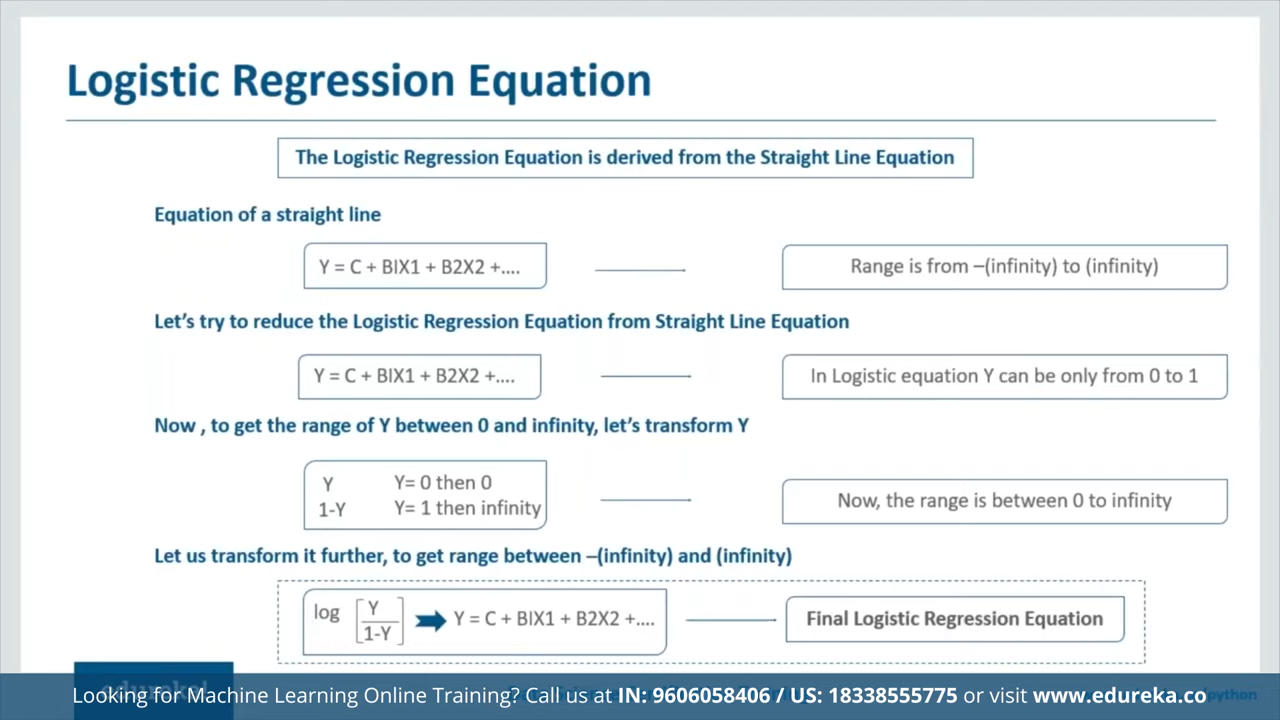 Logistic Regression Equation
The Logistic Regression Equation is derived from the Straight Line Equation
Equation of a straight line
Y = C + BIX1 + B2X2 +....
Range is from –(infinity) to (infinity)
Let's try to reduce the Logistic Regression Equation from Straight Line Equation
Y = C + BIX1 + B2X2 +....
In Logistic equation Y can be only from 0 to 1
Now , to get the range of Y between 0 and infinity, let's transform Y
Y Y= 0 then 0
1-Y Y= 1 then infinity
Now, the range is between 0 to infinity
Let us transform it further, to get range between –(infinity) and (infinity)
log [Y / 1-Y] Y = C + BIX1 + B2X2 +....
Final Logistic Regression Equation
Looking for Machine Learning Online Training? Call us at IN: 9606058406 / US: 18338555775 or visit www.edureka.co